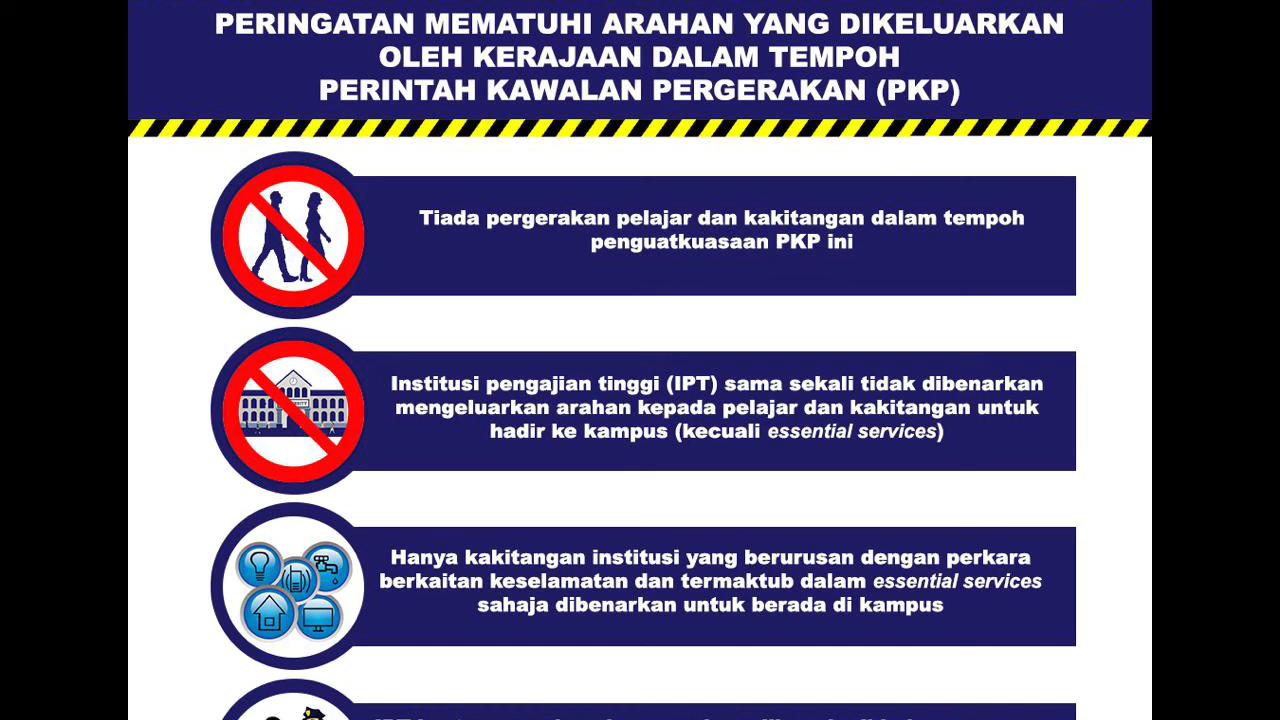 PERINGATAN MEMATUHI ARAHAN YANG DIKELUARKAN
OLEH KERAJAAN DALAM TEMPOH
PERINTAH KAWALAN PERGERAKAN (PKP)
Tiada pergerakan pelajar dan kakitangan dalam tempoh
penguatkuasaan PKP ini
Institusi pengajian tinggi (IPT) sama sekali tidak dibenarkan
mengeluarkan arahan kepada pelajar dan kakitangan untuk
hadir ke kampus (kecuali essential services)
Hanya kakitangan institusi yang berurusan dengan perkara
berkaitan keselamatan dan termaktub dalam essential services
sahaja dibenarkan untuk berada di kampus